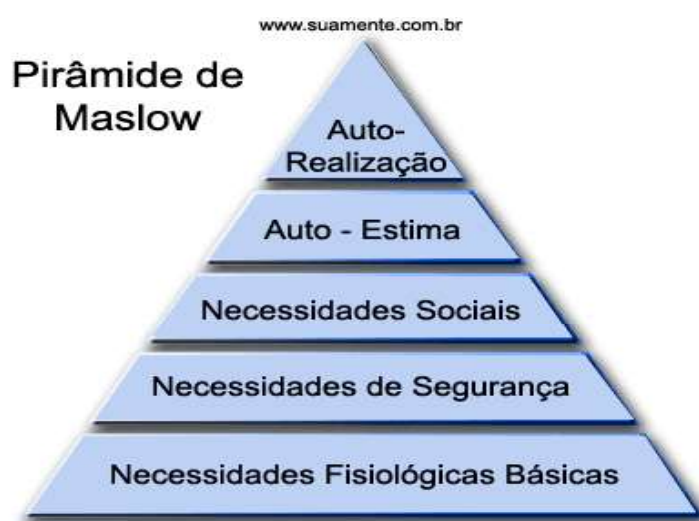 www.suamente.com.br
Pirâmide de
Maslow
Auto-
Realização
Auto - Estima
Necessidades Sociais
Necessidades de Segurança
Necessidades Fisiológicas Básicas